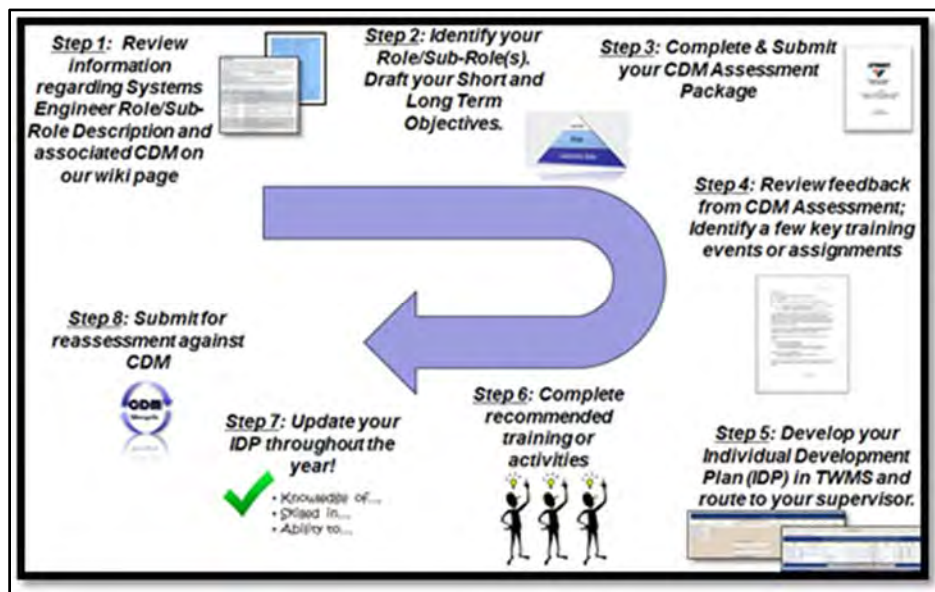 Step 1: Review
information
regarding Systems
Engineer Role/Sub-
Role Description and
associated CDM on
our wiki page
Step 2: Identify your
Role/Sub-Role(s).
Draft your Short and
Long Term
Objectives.
Step 3: Complete & Submit
your CDM Assessment
Package
Step 4: Review feedback
from CDM Assessment;
Identify a few key training
events or assignments
Step 5: Develop your
Individual Development
Plan (IDP) in TWMS and
route to your supervisor.
Step 6: Complete
recommended
training or
activities
Step 7: Update your
IDP throughout the
year!
• Knowledge of...
• Skilled in...
• Ability to...
Step 8: Submit for
reassessment against
CDM
CDM